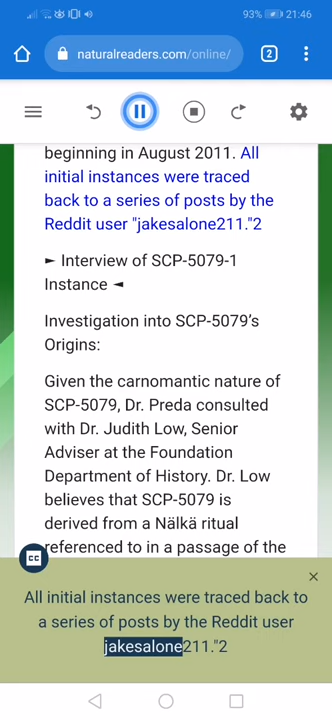 93% 21:46
naturalreaders.com/online/
2
beginning in August 2011. All
initial instances were traced
back to a series of posts by the
Reddit user "jakesalone211."2
► Interview of SCP-5079-1
Instance ◄
Investigation into SCP-5079’s
Origins:
Given the carnomantic nature of
SCP-5079, Dr. Preda consulted
with Dr. Judith Low, Senior
Adviser at the Foundation
Department of History. Dr. Low
believes that SCP-5079 is
derived from a Nälkä ritual
referenced to in a passage of the
CC
All initial instances were traced back to
a series of posts by the Reddit user
jakesalone211."2